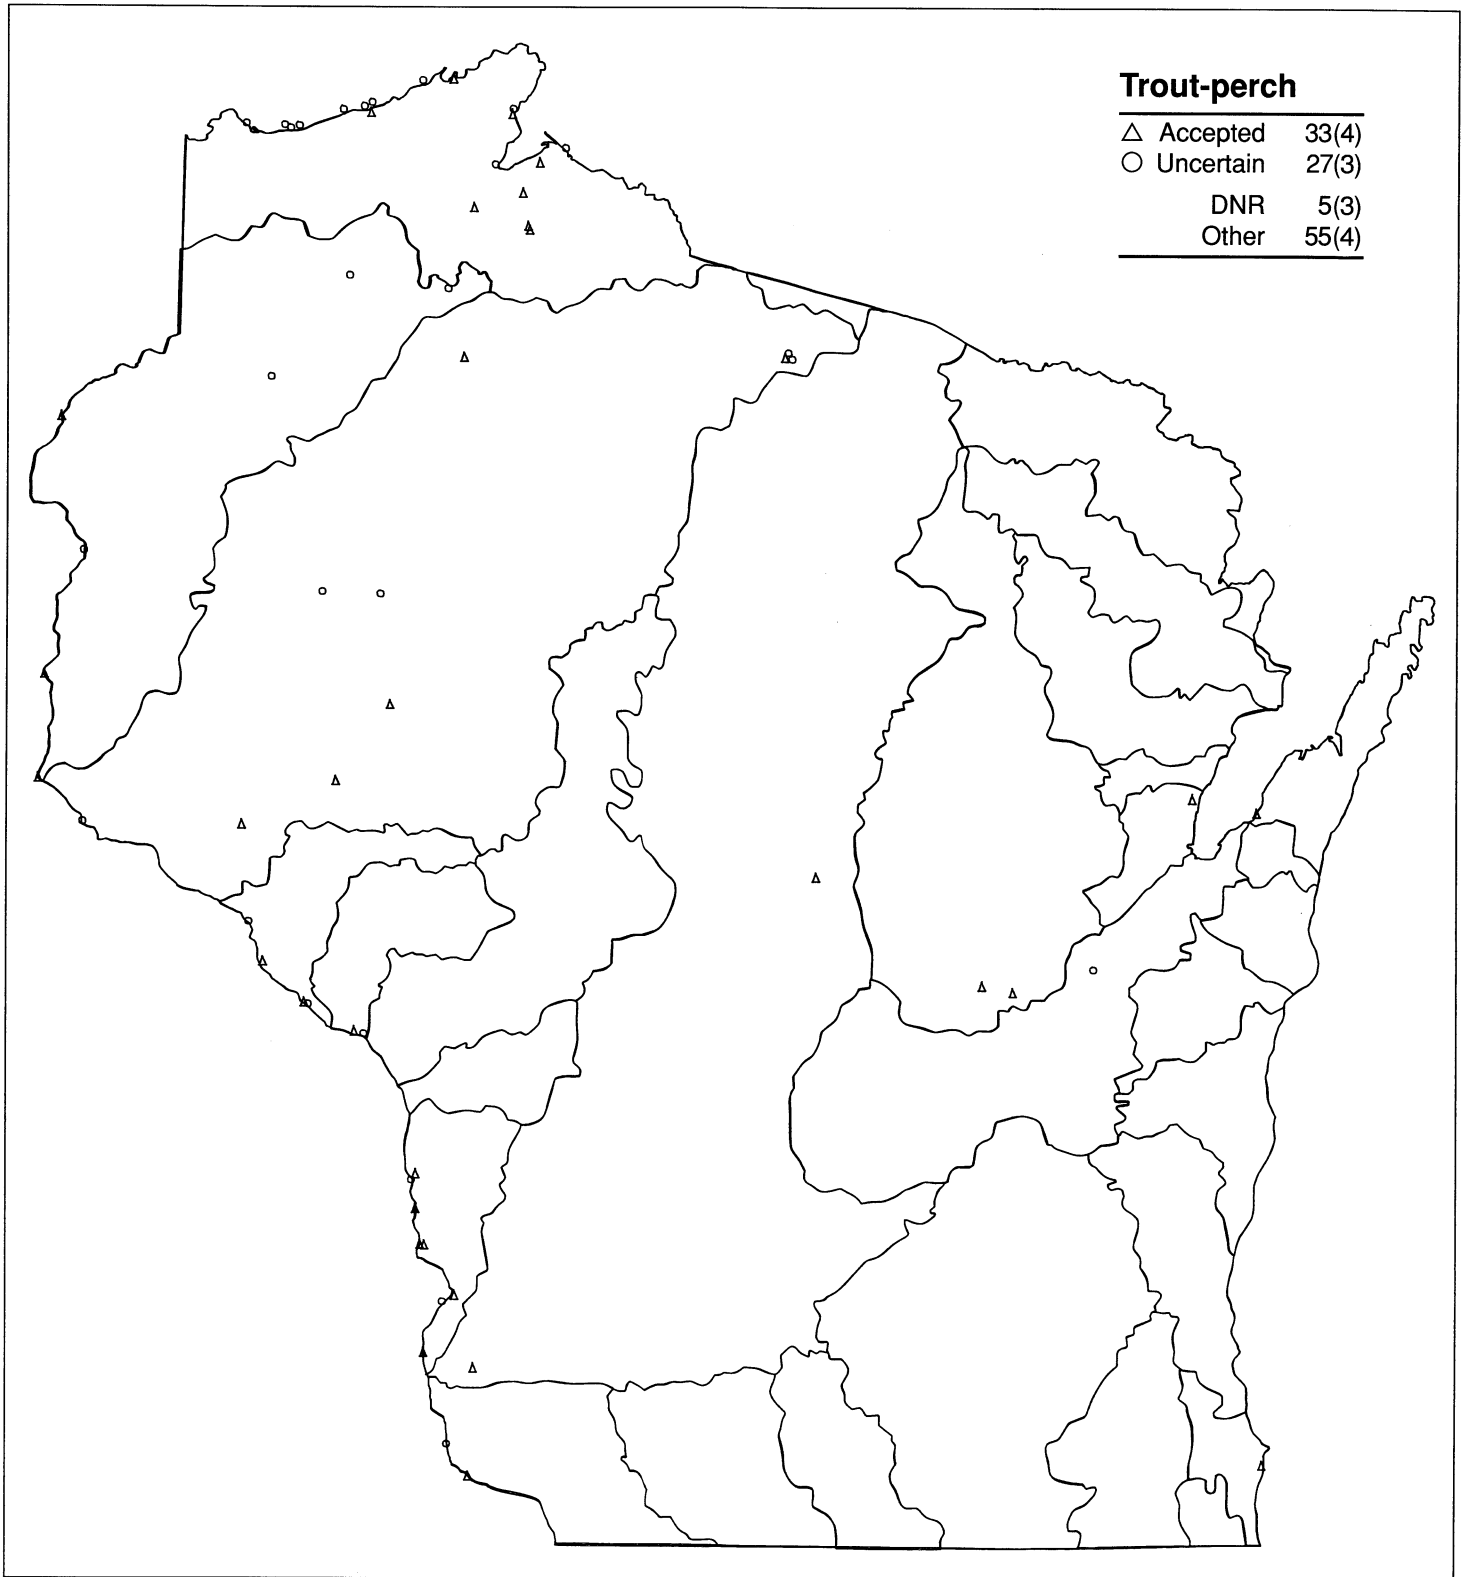 Trout-perch
△ Accepted 33(4)
○ Uncertain 27(3)
DNR 5(3)
Other 55(4)